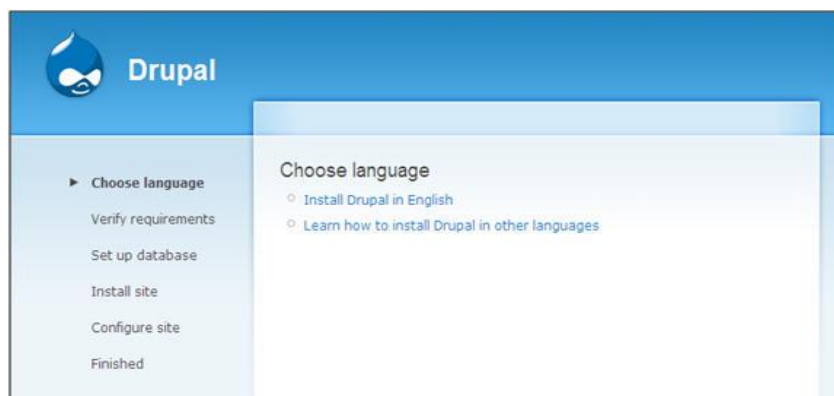 Drupal
Choose language
Verify requirements
Set up database
Install site
Configure site
Finished
Choose language
Install Drupal in English
Learn how to install Drupal in other languages